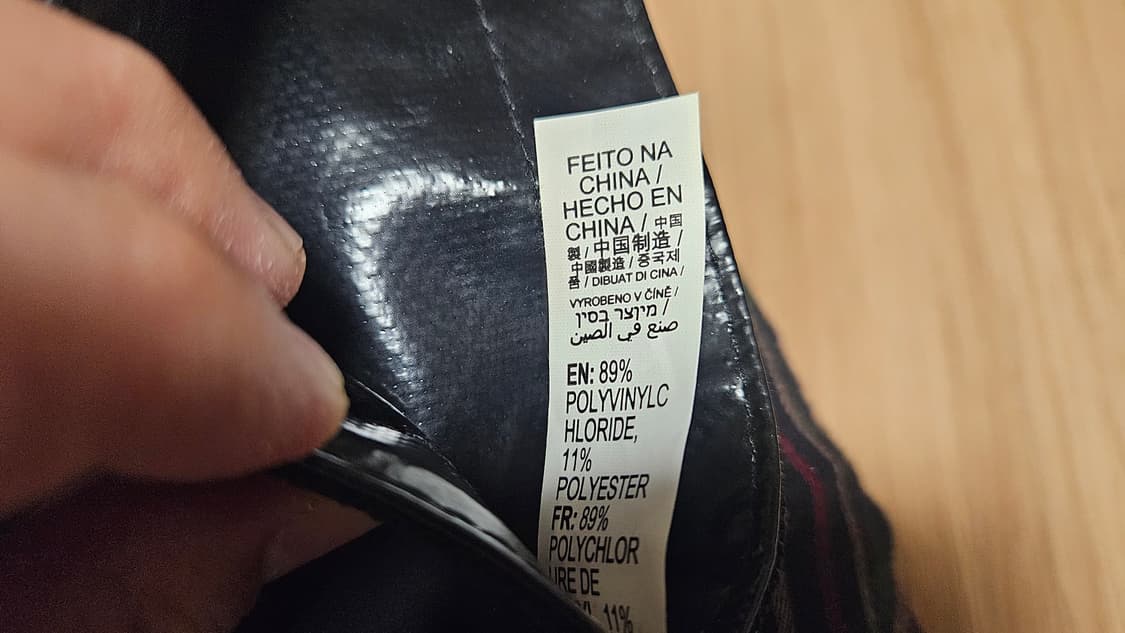 FEITO NA
CHINA /
HECHO EN
CHINA / 中国
製 / 中国制造 /
中國製造 / 중국제
품 / DIBUAT DI CINA /
VYROBENO V ČÍNĚ /
מיוצר בסין /
صنع في الصين
EN: 89%
POLYVINYLC
HLORIDE,
11%
POLYESTER
FR: 89%
POLYCHLOR
URE DE
11%